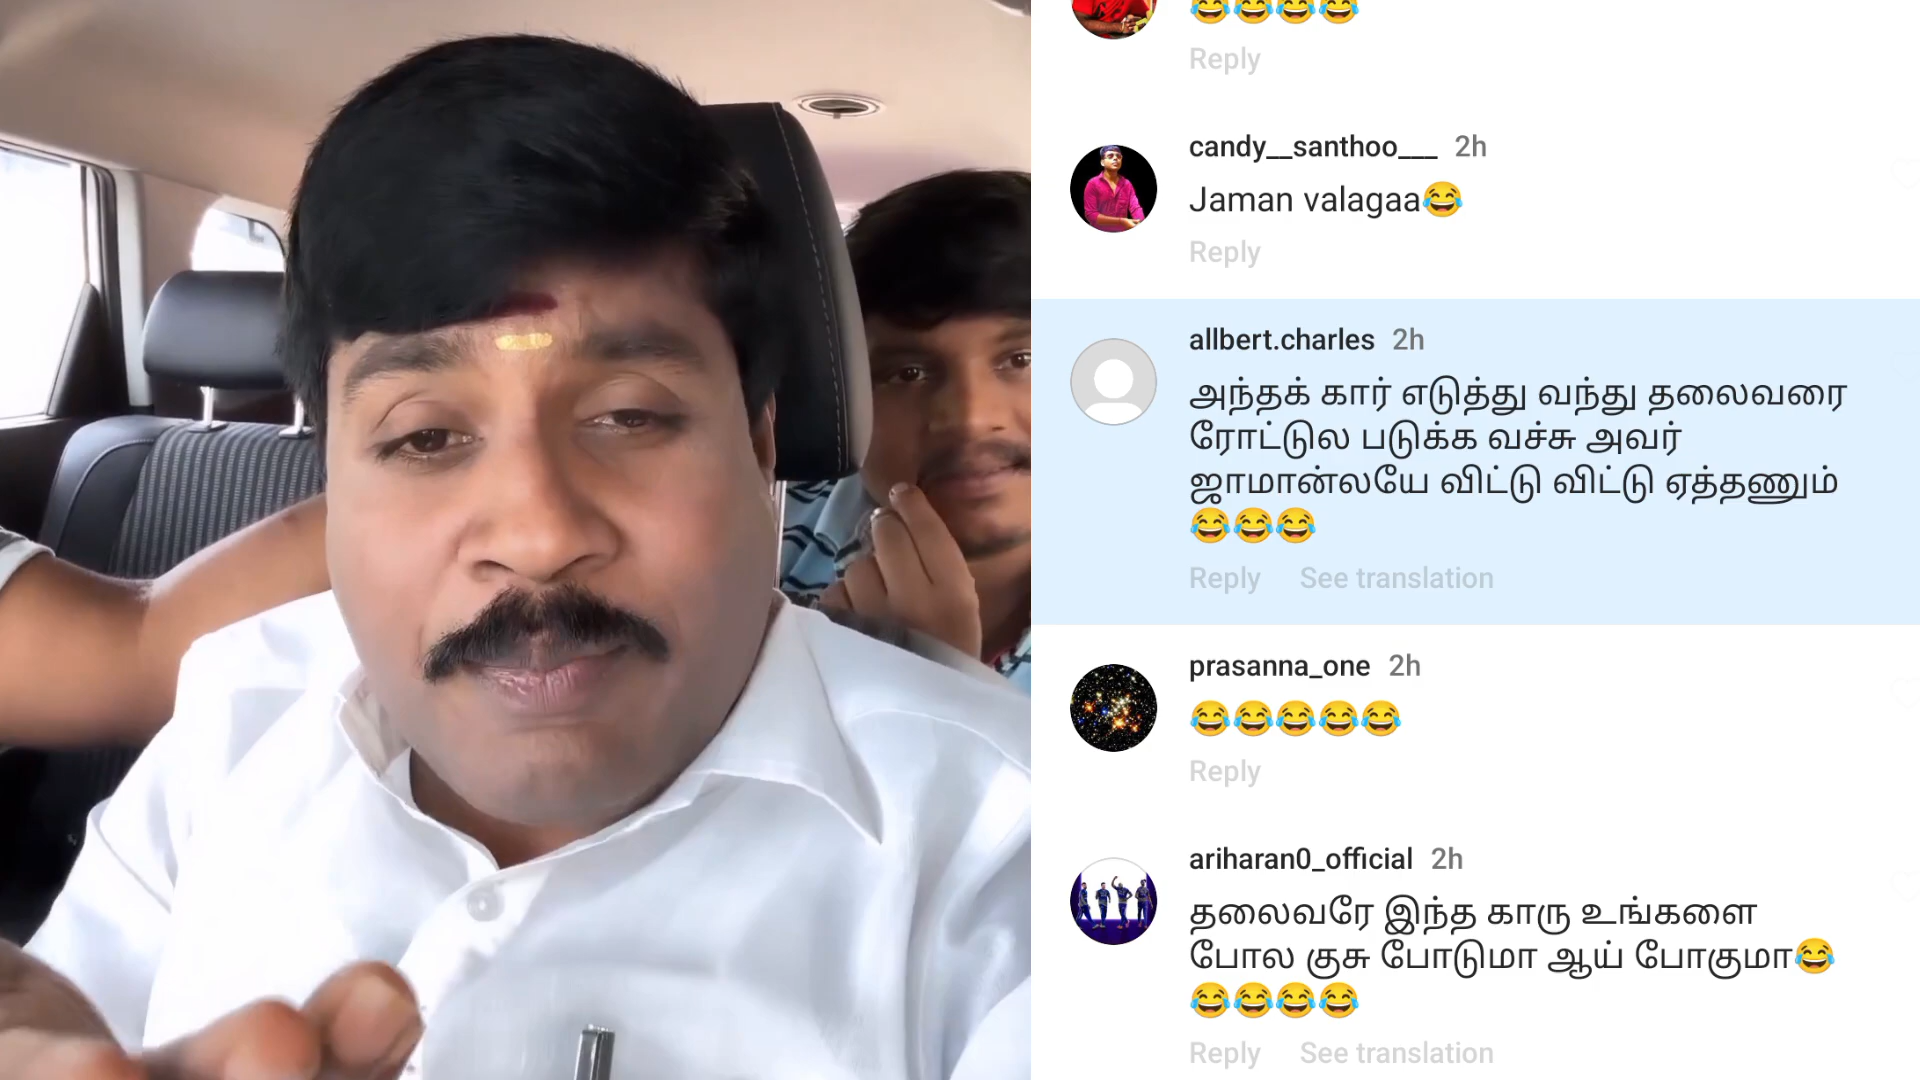 😂😂😂😂
Reply
candy__santhoo___ 2h
Jaman valagaa😂
Reply
allbert.charles 2h
அந்தக் கார் எடுத்து வந்து தலைவரை
ரோட்டுல படுக்க வச்சு அவர்
ஜாமான்லயே விட்டு விட்டு ஏத்தணும்
😂😂😂
Reply See translation
prasanna_one 2h
😂😂😂😂😂
Reply
ariharan0_official 2h
தலைவரே இந்த காரு உங்களை
போல குசு போடுமா ஆய் போகுமா😂
😂😂😂😂
Reply See translation